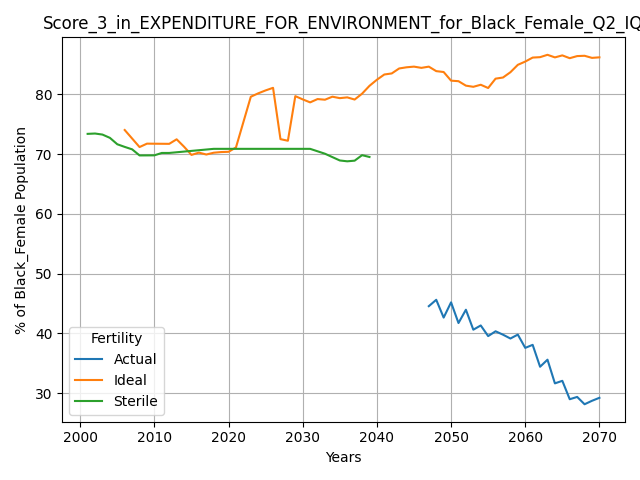 Score_3_in_EXPENDITURE_FOR_ENVIRONMENT_for_Black_Female_Q2_IQ
% of Black_Female Population
80
70
60
50
40
30
Fertility
Actual
Ideal
Sterile
2000 2010 2020 2030 2040 2050 2060 2070
Years